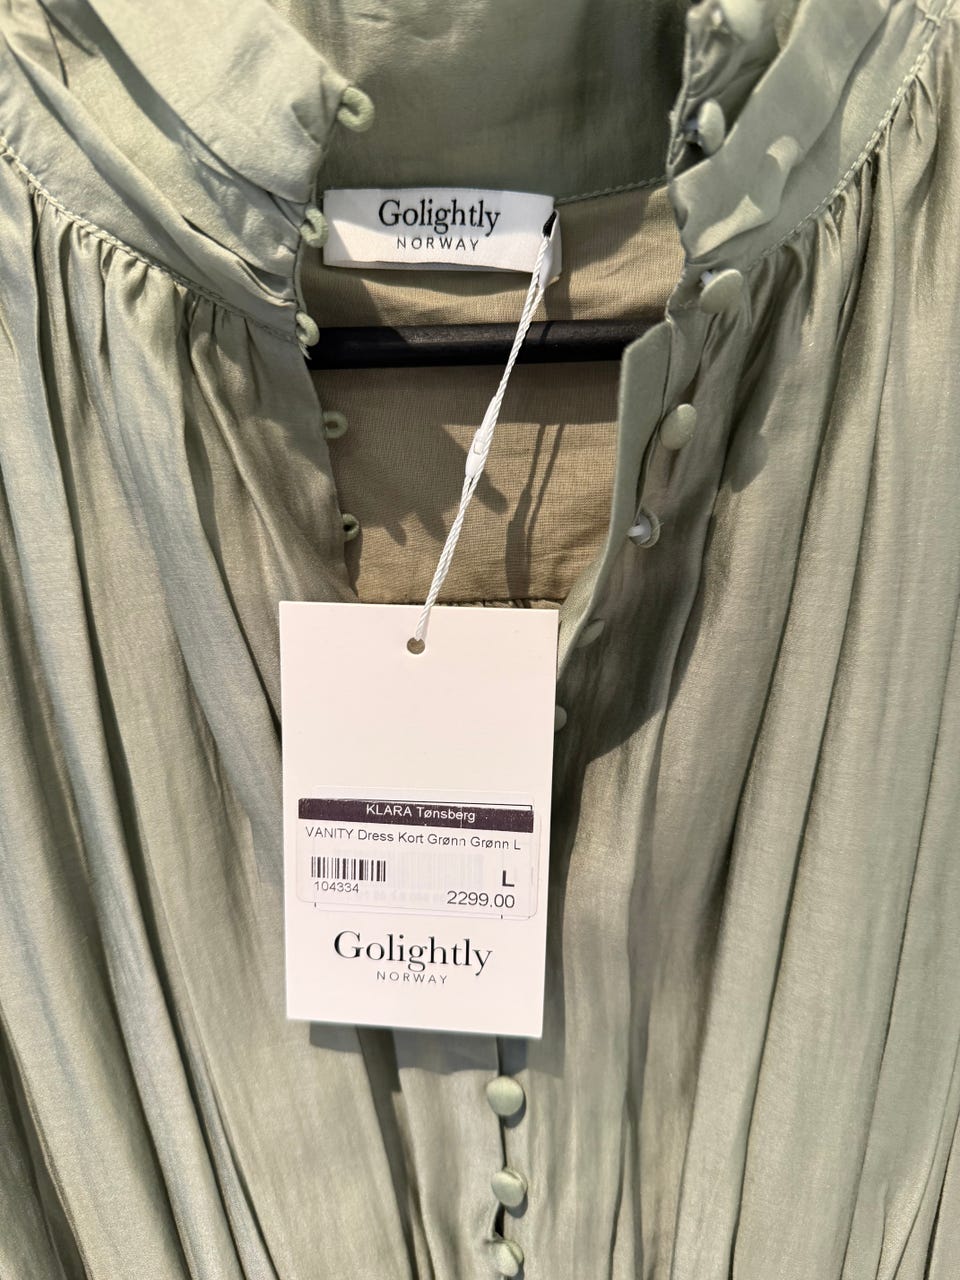 Golightly
NORWAY
KLARA Tønsberg
VANITY Dress Kort Grønn Grønn L
L
104334
2299,00
Golightly
NORWAY